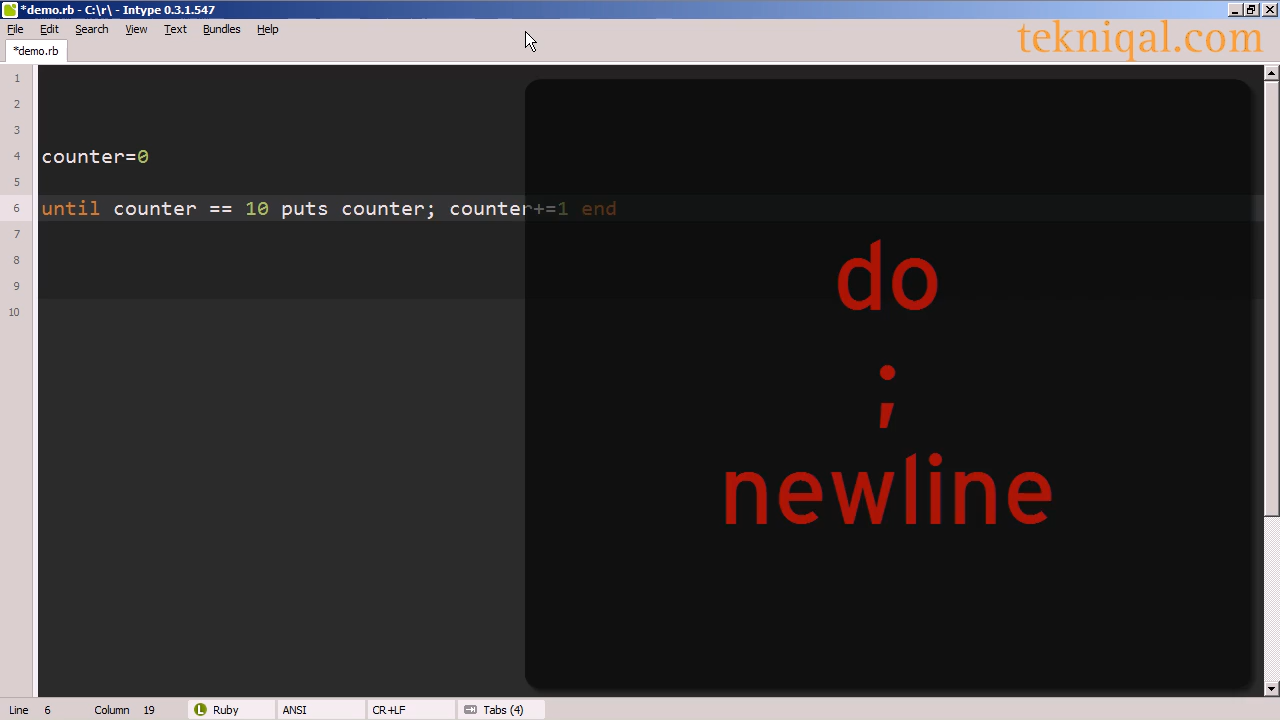 *demo.rb - C:\r\ - Intype 0.3.1.547
File Edit Search View Text Bundles Help
tekniqal.com
*demo.rb
1
2
3
4 counter=0
5
6 until counter == 10 puts counter; counter+=1 end
7
8
9
10
do
;
newline
Line 6 Column 19 Ruby ANSI CR+LF Tabs (4)